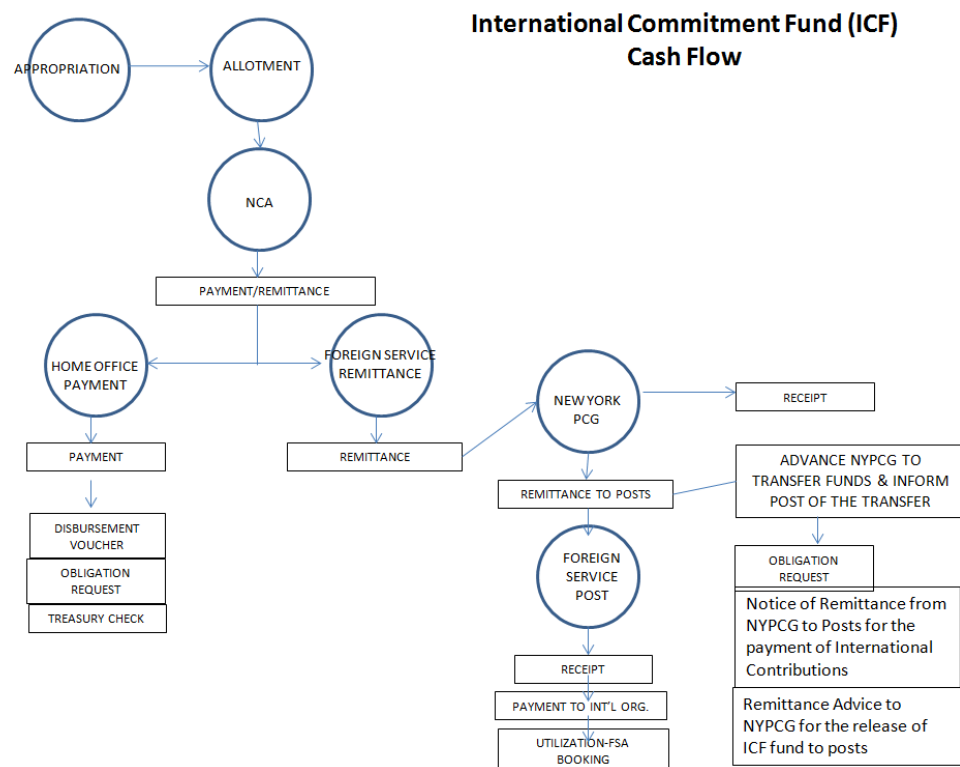 International Commitment Fund (ICF)
Cash Flow
APPROPRIATION
ALLOTMENT
NCA
PAYMENT/REMITTANCE
HOME OFFICE
PAYMENT
FOREIGN SERVICE
REMITTANCE
NEW YORK
PCG
RECEIPT
PAYMENT
REMITTANCE
REMITTANCE TO POSTS
ADVANCE NYPCG TO
TRANSFER FUNDS & INFORM
POST OF THE TRANSFER
DISBURSEMENT
VOUCHER
OBLIGATION
REQUEST
TREASURY CHECK
FOREIGN
SERVICE
POST
OBLIGATION
REQUEST
Notice of Remittance from
NYPCG to Posts for the
payment of International
Contributions
RECEIPT
PAYMENT TO INT'L ORG.
UTILIZATION-FSA
BOOKING
Remittance Advice to
NYPCG for the release of
ICF fund to posts